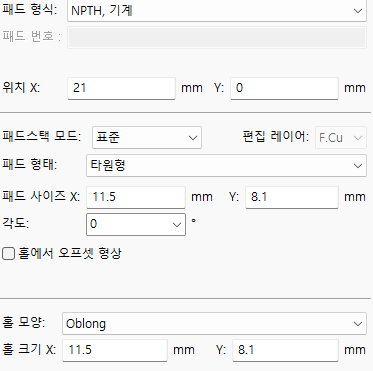 패드 형식: NPTH, 기계
패드 번호 :
위치 X: 21 mm Y: 0 mm
패드스택 모드: 표준 편집 레이어: F.Cu
패드 형태: 타원형
패드 사이즈 X: 11.5 mm Y: 8.1 mm
각도: 0 °
홀에서 오프셋 형상
홀 모양: Oblong
홀 크기 X: 11.5 mm Y: 8.1 mm